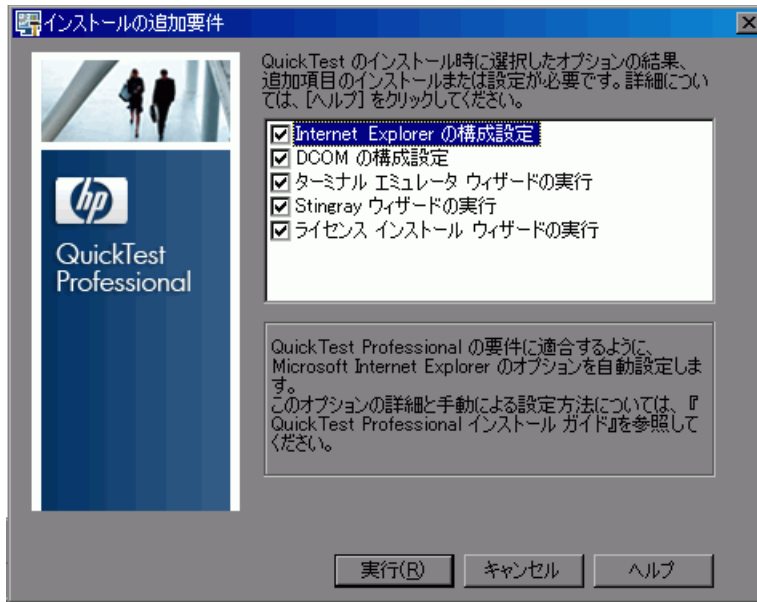 インストールの追加要件
QuickTest のインストール時に選択したオプションの結果、
追加項目のインストールまたは設定が必要です。詳細につい
ては、[ヘルプ] をクリックしてください。
Internet Explorer の構成設定
DCOM の構成設定
ターミナル エミュレータ ウィザードの実行
Stingray ウィザードの実行
ライセンス インストール ウィザードの実行
hp
QuickTest
Professional
QuickTest Professional の要件に適合するように、
Microsoft Internet Explorer のオプションを自動設定しま
す。
このオプションの詳細と手動による設定方法については、『
QuickTest Professional インストール ガイド』を参照して
ください。
実行(R)
キャンセル
ヘルプ